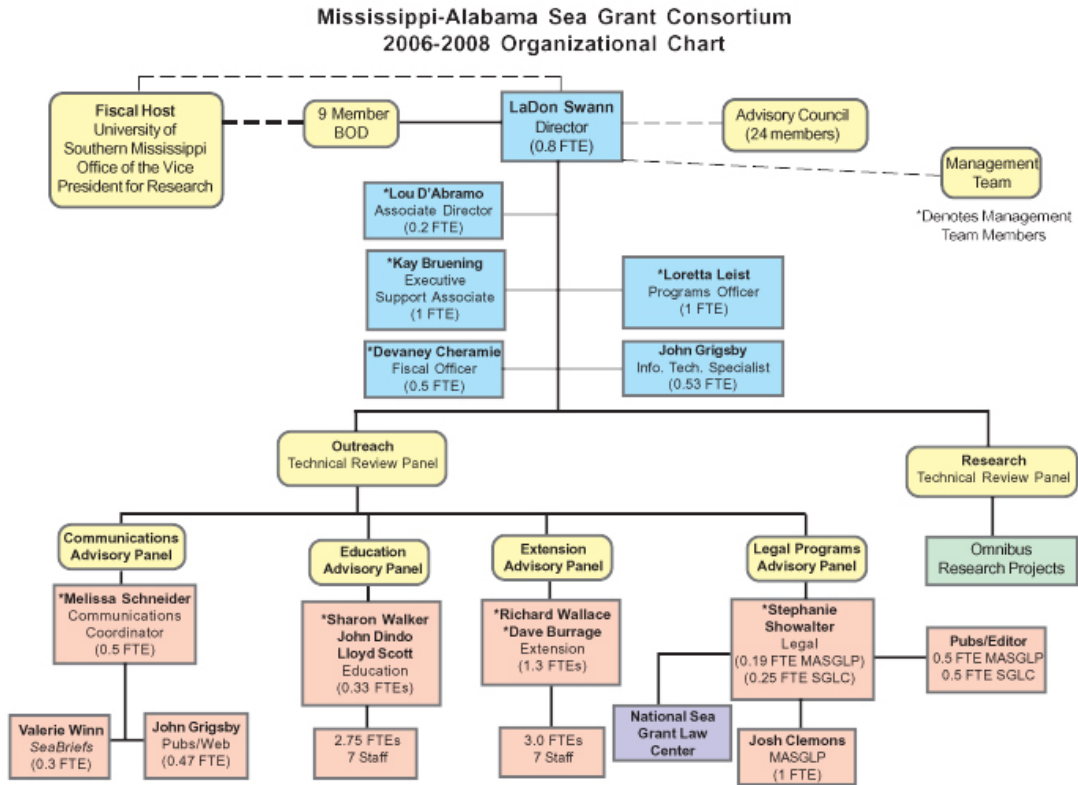 Mississippi-Alabama Sea Grant Consortium
2006-2008 Organizational Chart
Fiscal Host
University of
Southern Mississippi
Office of the Vice
President for Research
9 Member
BOD
LaDon Swann
Director
(0.8 FTE)
Advisory Council
(24 members)
Management
Team
*Denotes Management
Team Members
*Lou D'Abramo
Associate Director
(0.2 FTE)
*Kay Bruening
Executive
Support Associate
(1 FTE)
*Loretta Leist
Programs Officer
(1 FTE)
*Devaney Cheramie
Fiscal Officer
(0.5 FTE)
John Grigsby
Info. Tech. Specialist
(0.53 FTE)
Outreach
Technical Review Panel
Research
Technical Review Panel
Communications
Advisory Panel
Education
Advisory Panel
Extension
Advisory Panel
Legal Programs
Advisory Panel
Omnibus
Research Projects
*Melissa Schneider
Communications
Coordinator
(0.5 FTE)
*Sharon Walker
John Dindo
Lloyd Scott
Education
(0.33 FTEs)
*Richard Wallace
*Dave Burrage
Extension
(1.3 FTEs)
*Stephanie
Showalter
Legal
(0.19 FTE MASGLP)
(0.25 FTE SGLC)
Pubs/Editor
0.5 FTE MASGLP
0.5 FTE SGLC
Valerie Winn
SeaBriefs
(0.3 FTE)
John Grigsby
Pubs/Web
(0.47 FTE)
2.75 FTEs
7 Staff
3.0 FTEs
7 Staff
National Sea
Grant Law
Center
Josh Clemons
MASGLP
(1 FTE)